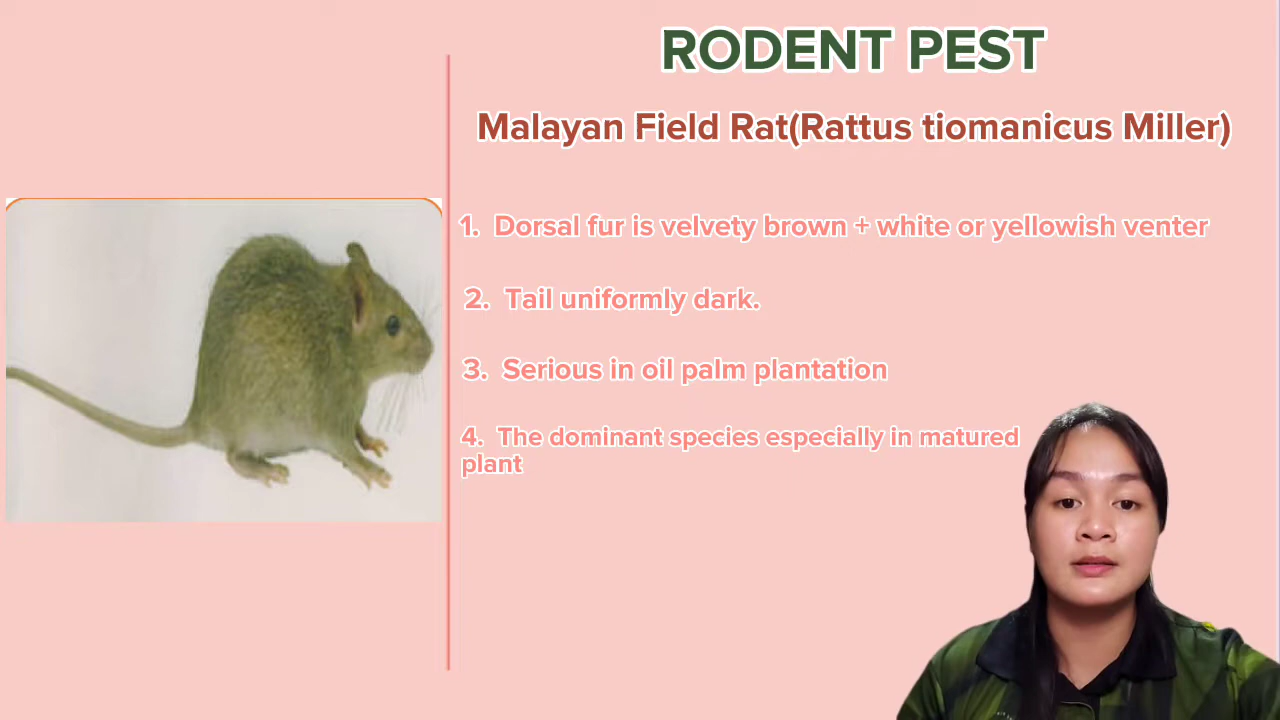 RODENT PEST
Malayan Field Rat(Rattus tiomanicus Miller)
1. Dorsal fur is velvety brown + white or yellowish venter
2. Tail uniformly dark.
3. Serious in oil palm plantation
4. The dominant species especially in matured
plant